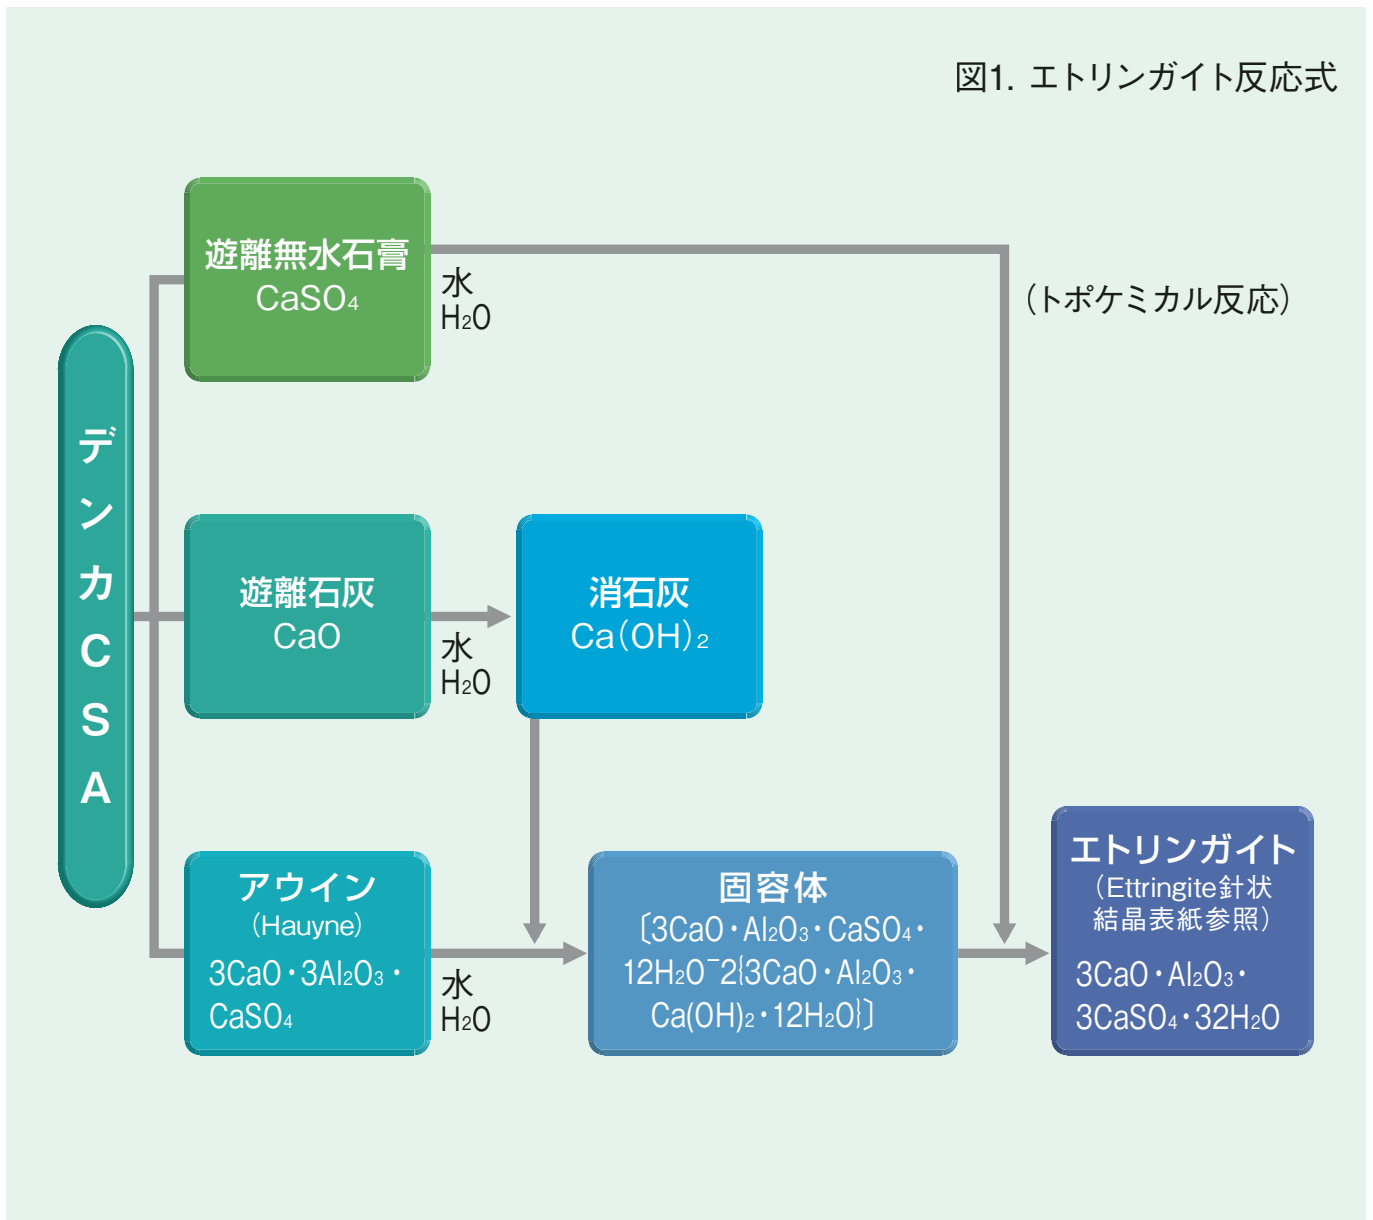 図1. エトリンガイト反応式
デンカCSA
遊離無水石膏
CaSO₄
水
H₂O
(トポケミカル反応)
遊離石灰
CaO
水
H₂O
消石灰
Ca(OH)₂
アウイン
(Hauyne)
3CaO・3Al₂O₃・
CaSO₄
水
H₂O
固容体
〔3CaO・Al₂O₃・CaSO₄・
12H₂O⁻2{3CaO・Al₂O₃・
Ca(OH)₂・12H₂O}〕
エトリンガイト
(Ettringite針状
結晶表紙参照)
3CaO・Al₂O₃・
3CaSO₄・32H₂O